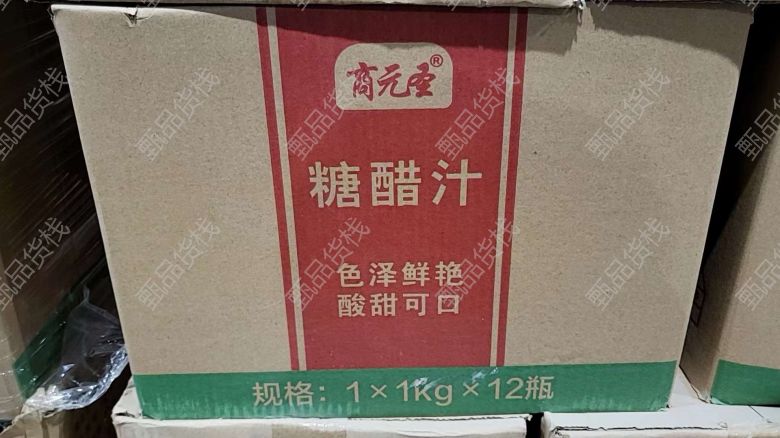 商元圣®
糖醋汁
色泽鲜艳
酸甜可口
规格：1×1Kg×12瓶
甄品货栈